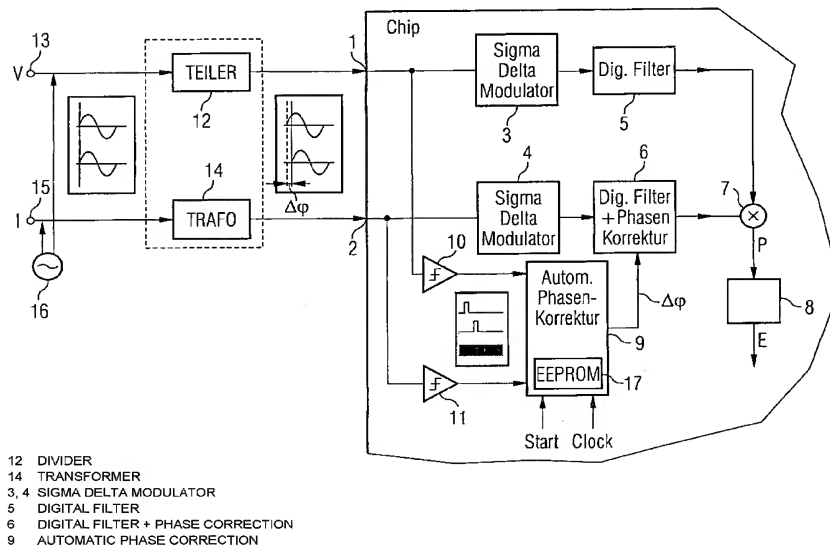 Chip
13
V
TEILER
12
1
Sigma
Delta
Modulator
3
Dig. Filter
5
14
TRAFO
Δφ
15
I
16
2
4
Sigma
Delta
Modulator
6
Dig. Filter
+Phasen
Korrektur
7
P
8
E
10
11
Autom.
Phasen-
Korrektur
Δφ
9
EEPROM
17
Start Clock
12 DIVIDER
14 TRANSFORMER
3, 4 SIGMA DELTA MODULATOR
5 DIGITAL FILTER
6 DIGITAL FILTER + PHASE CORRECTION
9 AUTOMATIC PHASE CORRECTION